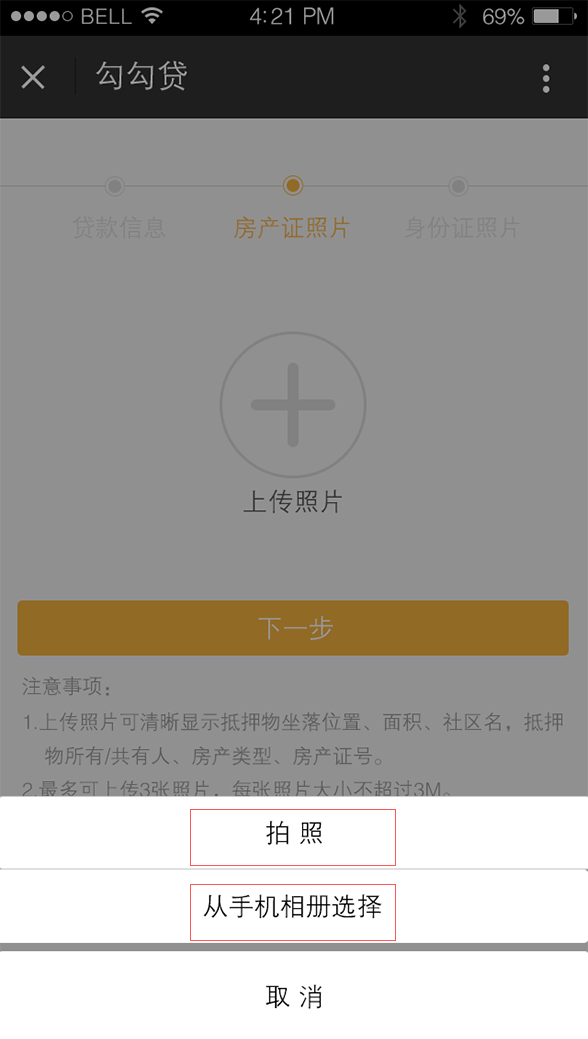 BELL 4:21 PM 69%
勾勾贷
贷款信息 房产证照片 身份证照片
上传照片
下一步
注意事项：
1.上传照片可清晰显示抵押物坐落位置、面积、社区名，抵押
物所有/共有人、房产类型、房产证号。
2.最多可上传3张照片，每张照片大小不超过3M。
拍 照
从手机相册选择
取 消